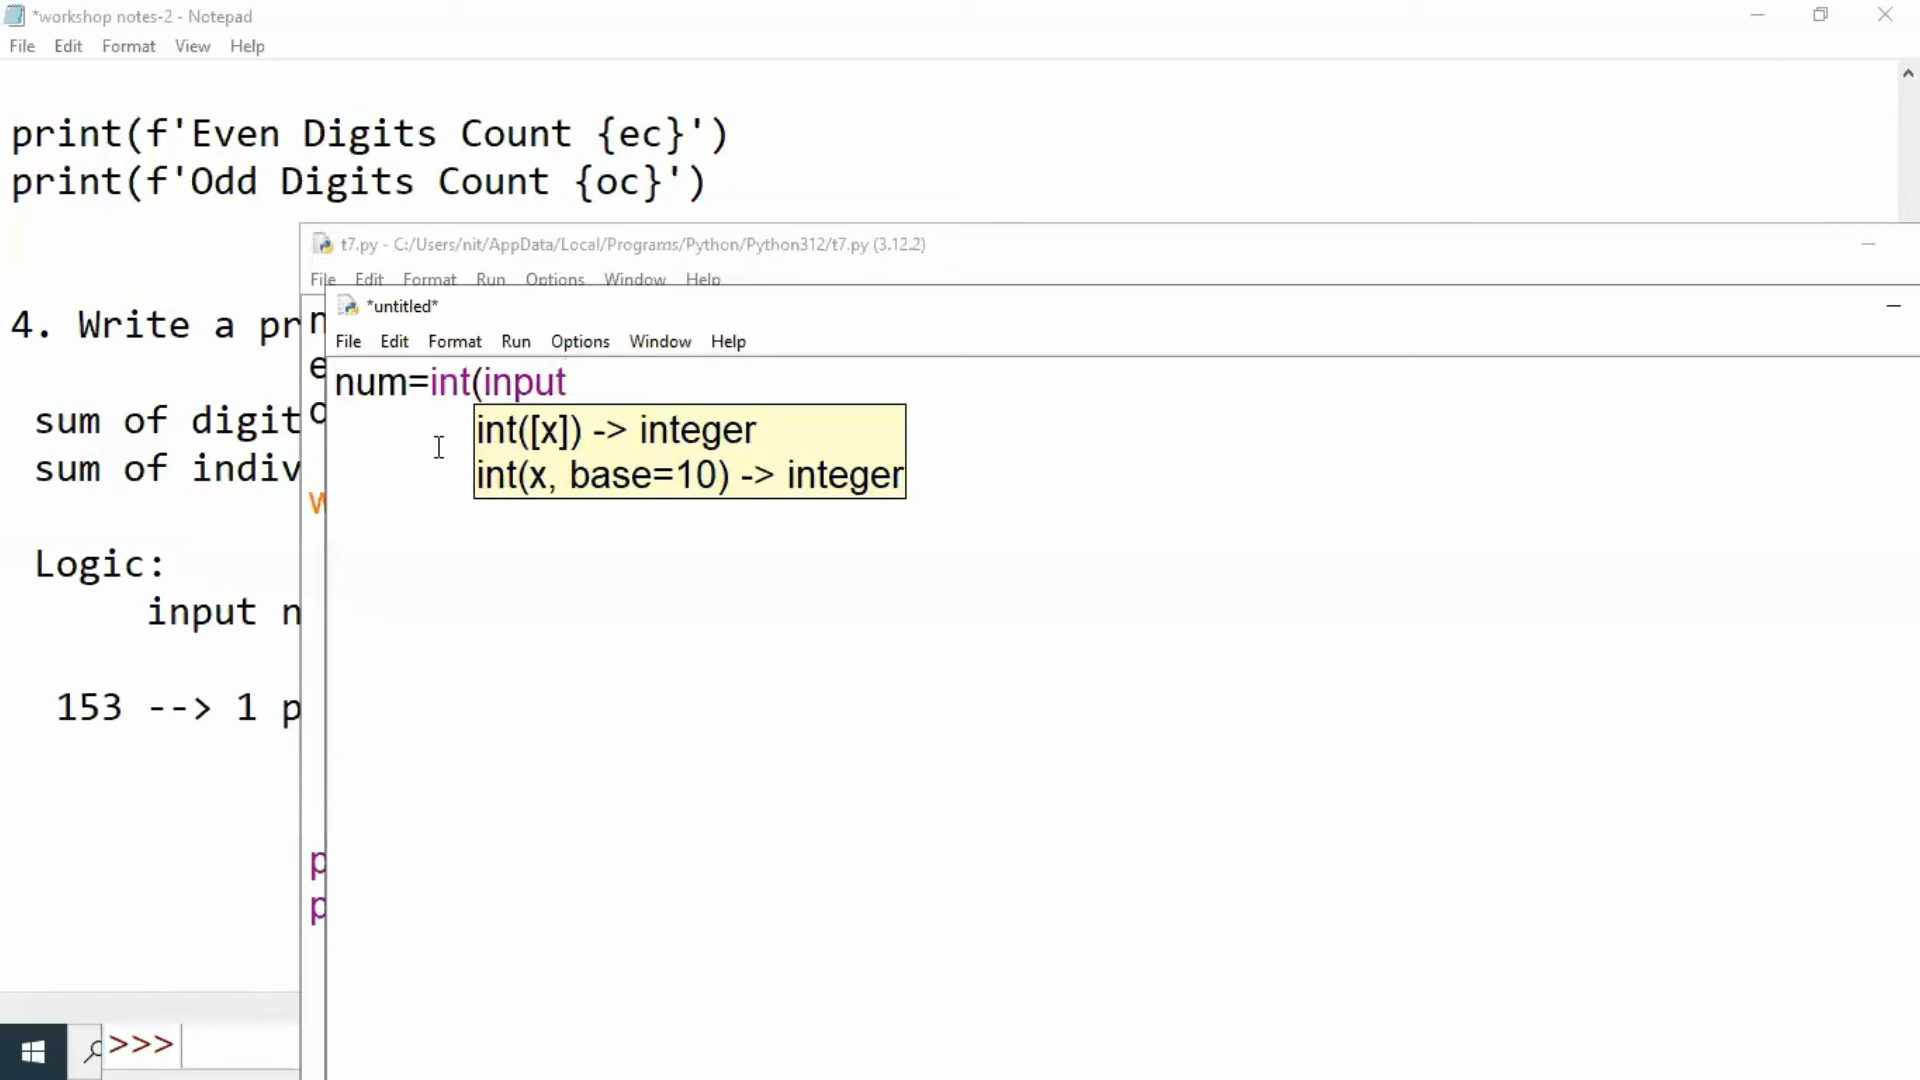 *workshop notes-2 - Notepad
File Edit Format View Help
print(f'Even Digits Count {ec}')
print(f'Odd Digits Count {oc}')
t7.py - C:/Users/nit/AppData/Local/Programs/Python/Python312/t7.py (3.12.2)
File Edit Format Run Options Window Help
4. Write a pr
*untitled*
File Edit Format Run Options Window Help
num=int(input
int([x]) -> integer
int(x, base=10) -> integer
sum of digit
sum of indiv
Logic:
input n
153 --> 1 p
p
p
>>>